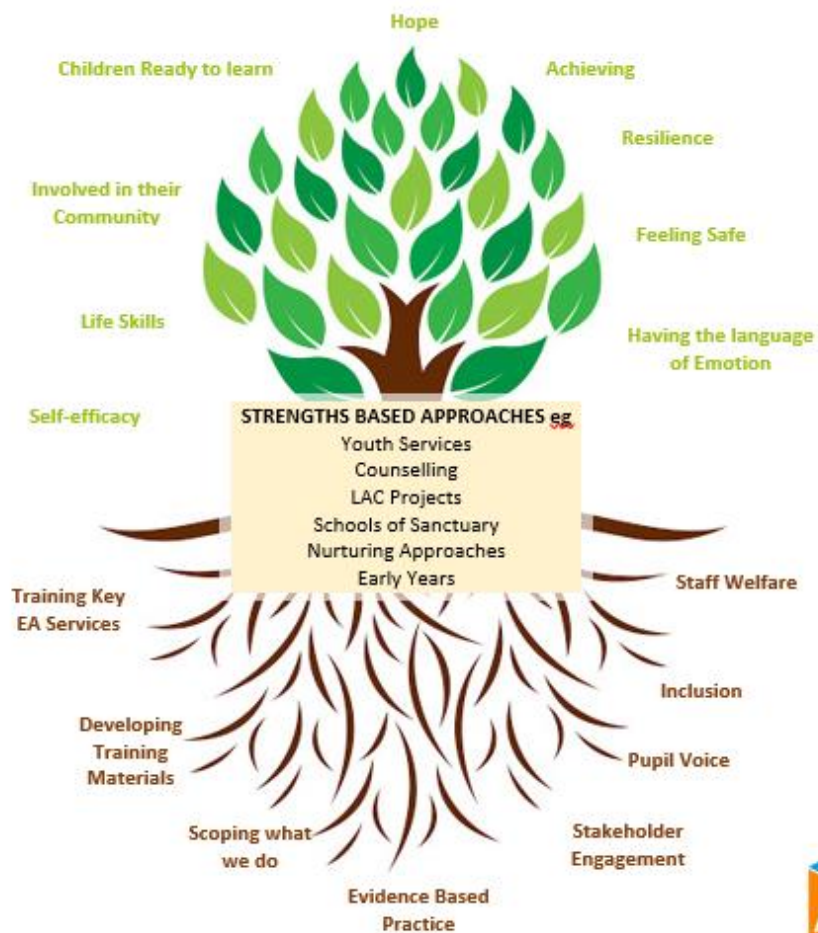 Hope
Children Ready to learn
Achieving
Resilience
Involved in their
Community
Feeling Safe
Life Skills
Having the language
of Emotion
Self-efficacy
STRENGTHS BASED APPROACHES eg
Youth Services
Counselling
LAC Projects
Schools of Sanctuary
Nurturing Approaches
Early Years
Training Key
EA Services
Staff Welfare
Inclusion
Developing
Training
Materials
Pupil Voice
Scoping what
we do
Stakeholder
Engagement
Evidence Based
Practice